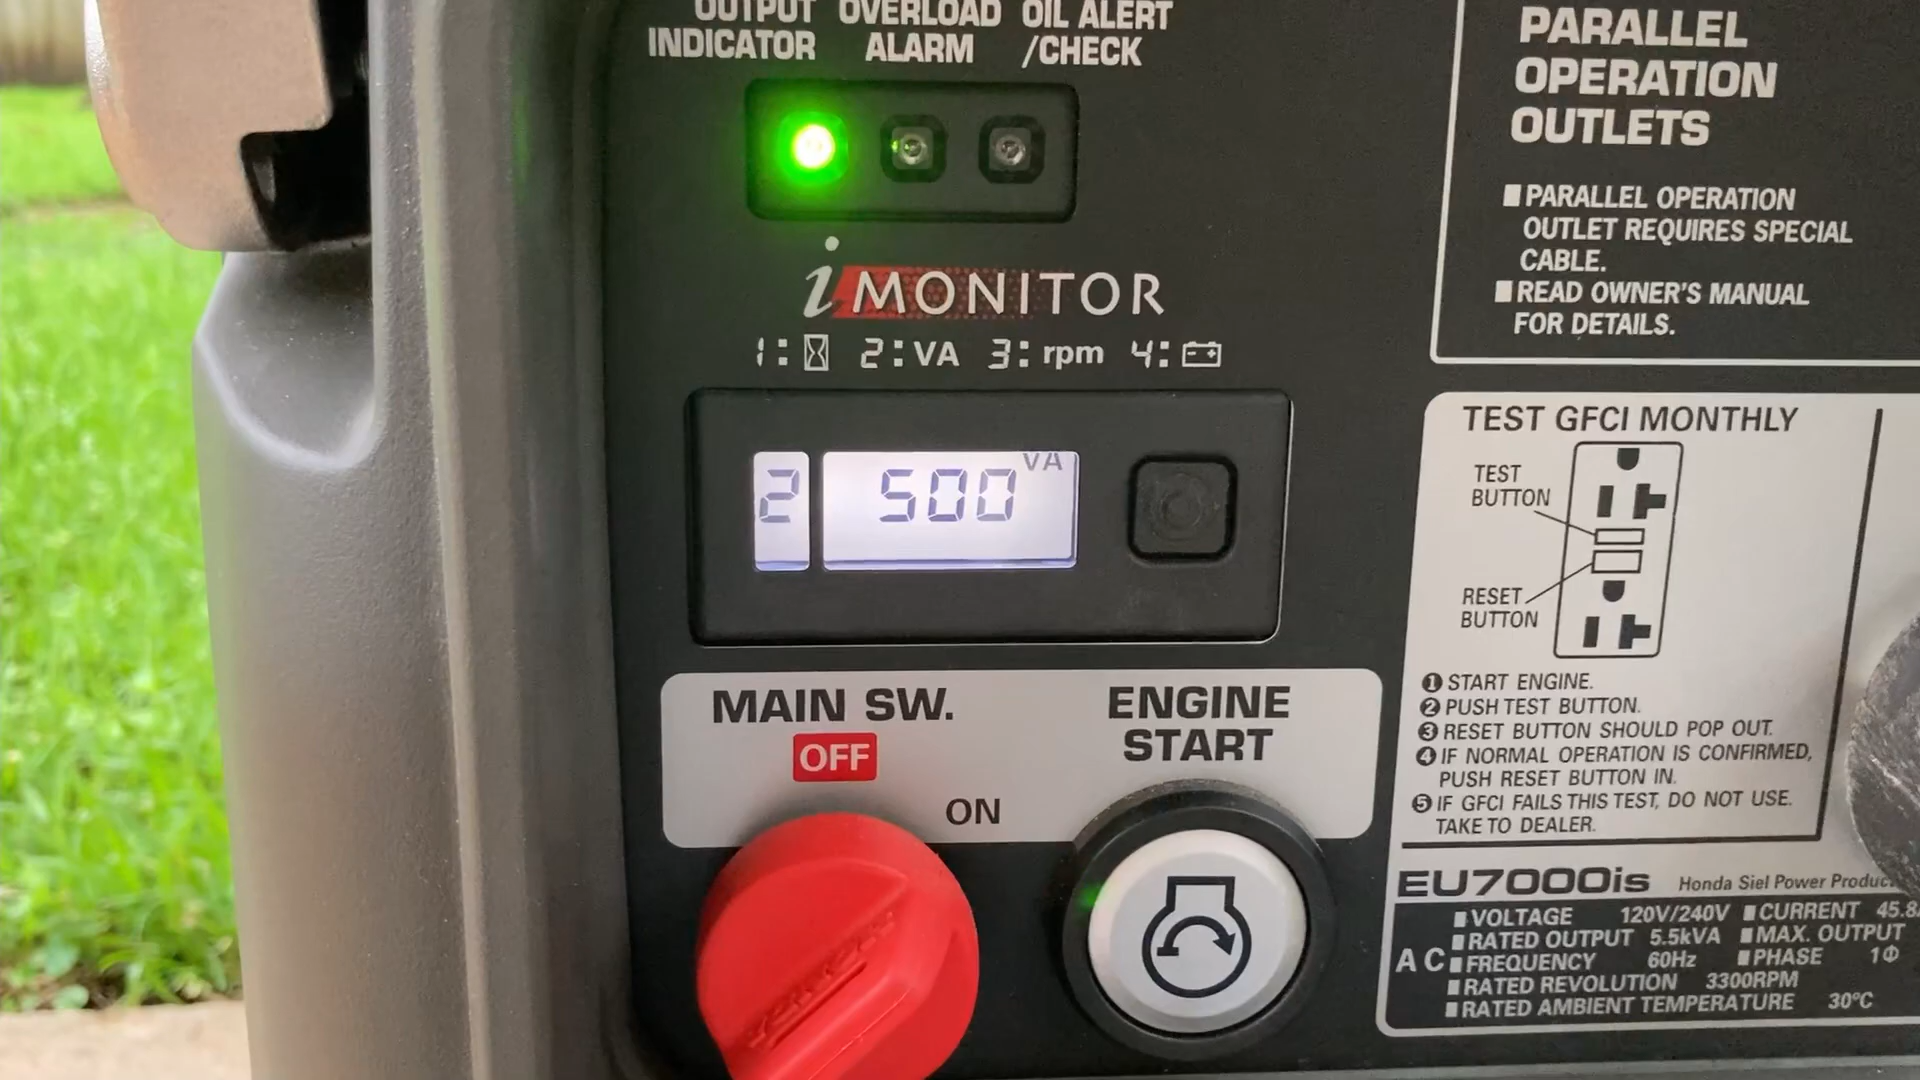 OUTPUT OVERLOAD OIL ALERT
INDICATOR ALARM /CHECK
i MONITOR
1: 2:VA 3: rpm 4:
2 500 VA
MAIN SW.
OFF
ON
ENGINE
START
PARALLEL
OPERATION
OUTLETS
PARALLEL OPERATION
OUTLET REQUIRES SPECIAL
CABLE.
READ OWNER'S MANUAL
FOR DETAILS.
TEST GFCI MONTHLY
TEST
BUTTON
RESET
BUTTON
1 START ENGINE.
2 PUSH TEST BUTTON.
3 RESET BUTTON SHOULD POP OUT.
4 IF NORMAL OPERATION IS CONFIRMED,
PUSH RESET BUTTON IN.
5 IF GFCI FAILS THIS TEST, DO NOT USE.
TAKE TO DEALER.
EU7000is Honda Siel Power
AC
VOLTAGE 120V/240V CURRENT 45.8
RATED OUTPUT 5.5kVA MAX. OUTPUT
FREQUENCY 60Hz PHASE 1Φ
RATED REVOLUTION 3300RPM
RATED AMBIENT TEMPERATURE 30°C